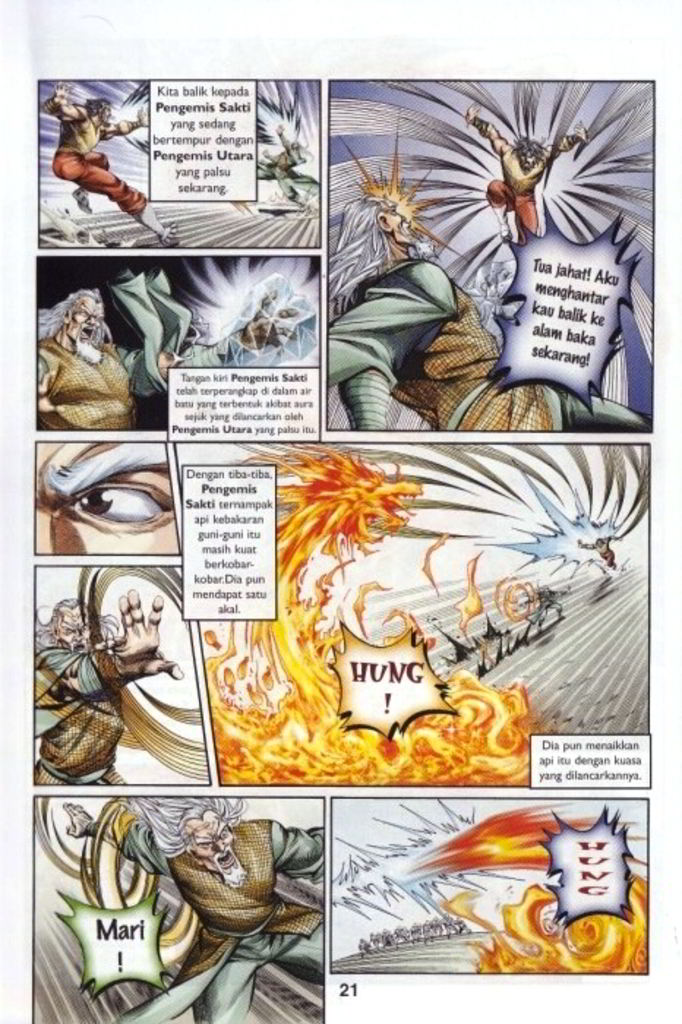 Kita balik kepada
Pengemis Sakti
yang sedang
bertempur dengan
Pengemis Utara
yang palsu
sekarang.
Tua jahat! Aku
menghantar
kau balik ke
alam baka
sekarang!
Tangan kiri Pengemis Sakti
telah terperangkap di dalam air
batu yang terbentuk akibat aura
sejuk yang dilancarkan oleh
Pengemis Utara yang palsu itu.
Dengan tiba-tiba,
Pengemis
Sakti
ternampak
api kebakaran
guni-guni itu
masih kuat
berkobar-
kobar.Dia pun
mendapat satu
akal.
HUNG
!
Dia pun menaikkan
api itu dengan kuasa
yang dilancarkannya.
Mari
!
HUNG
21